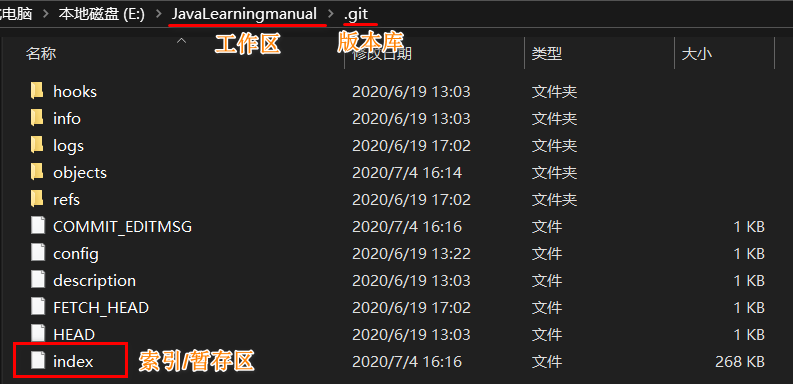 电脑 › 本地磁盘 (E:) › JavaLearningmanual › .git
工作区 版本库
名称 修改日期 类型 大小
hooks 2020/6/19 13:03 文件夹
info 2020/6/19 13:03 文件夹
logs 2020/6/19 17:02 文件夹
objects 2020/7/4 16:14 文件夹
refs 2020/6/19 17:02 文件夹
COMMIT_EDITMSG 2020/7/4 16:16 文件 1 KB
config 2020/6/19 13:22 文件 1 KB
description 2020/6/19 13:03 文件 1 KB
FETCH_HEAD 2020/6/19 17:02 文件 1 KB
HEAD 2020/6/19 13:03 文件 1 KB
index 索引/暂存区 2020/7/4 16:16 文件 268 KB